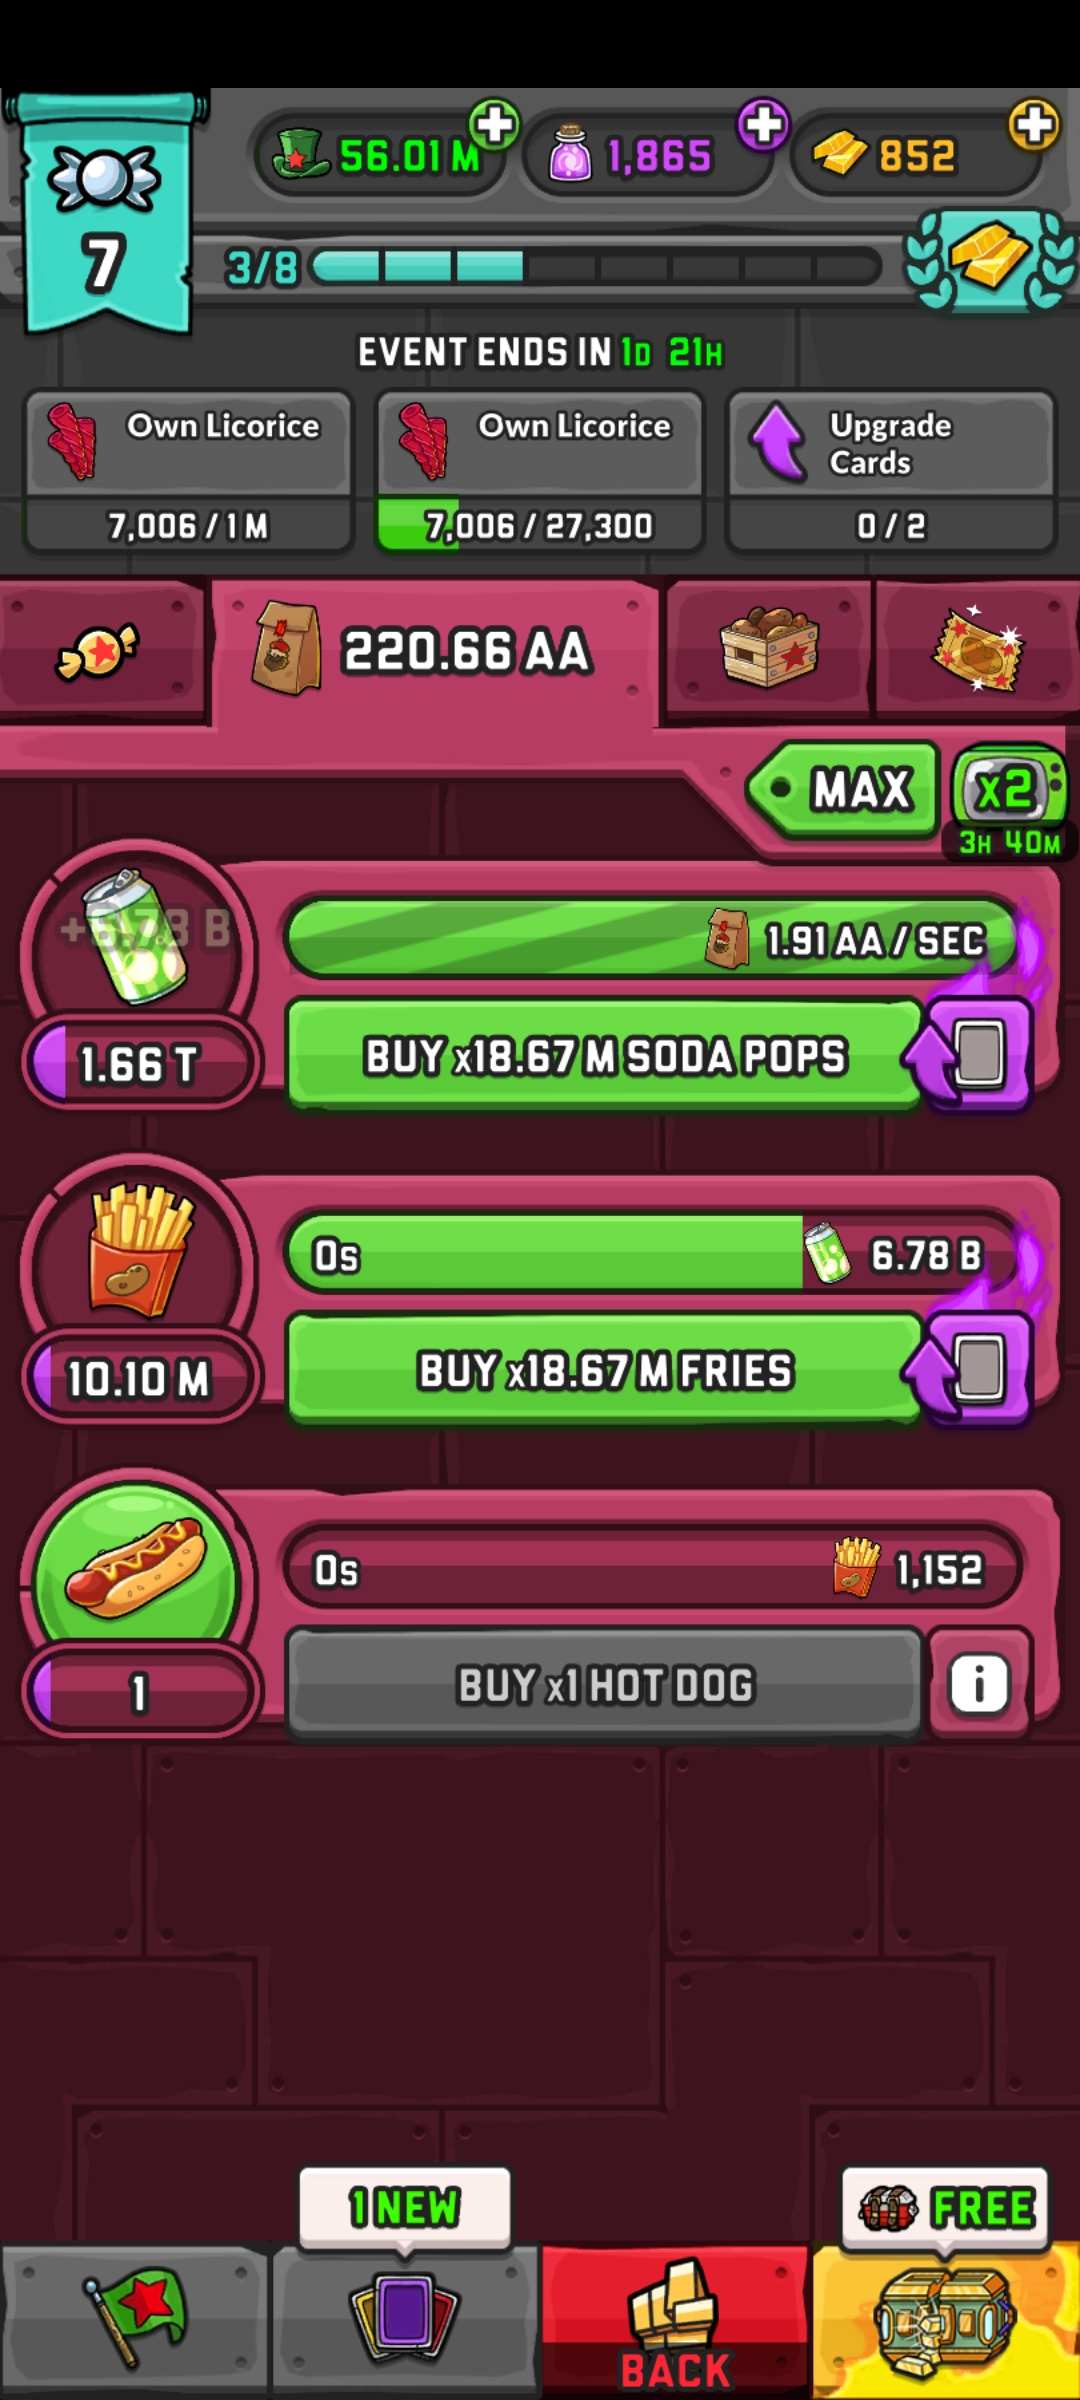 56.01 M
1,865
852
7
3/8
EVENT ENDS IN 1D 21H
Own Licorice
7,006 / 1 M
Own Licorice
7,006 / 27,300
Upgrade
Cards
0 / 2
220.66 AA
MAX
x2
3H 40M
1.91 AA / SEC
1.66 T
BUY x18.67 M SODA POPS
0s
6.78 B
10.10 M
BUY x18.67 M FRIES
0s
1,152
1
BUY x1 HOT DOG
i
1 NEW
FREE
BACK